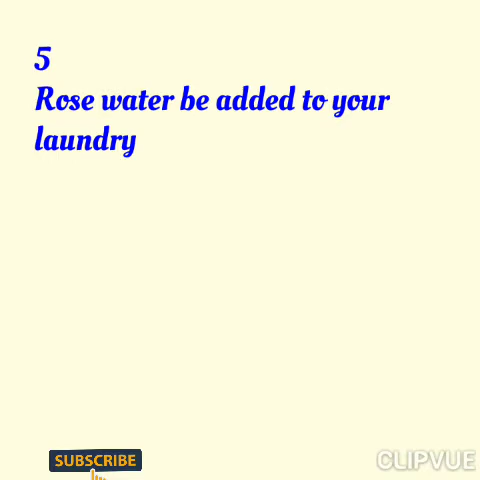 5
Rose water be added to your
laundry
SUBSCRIBE
CLIPVUE